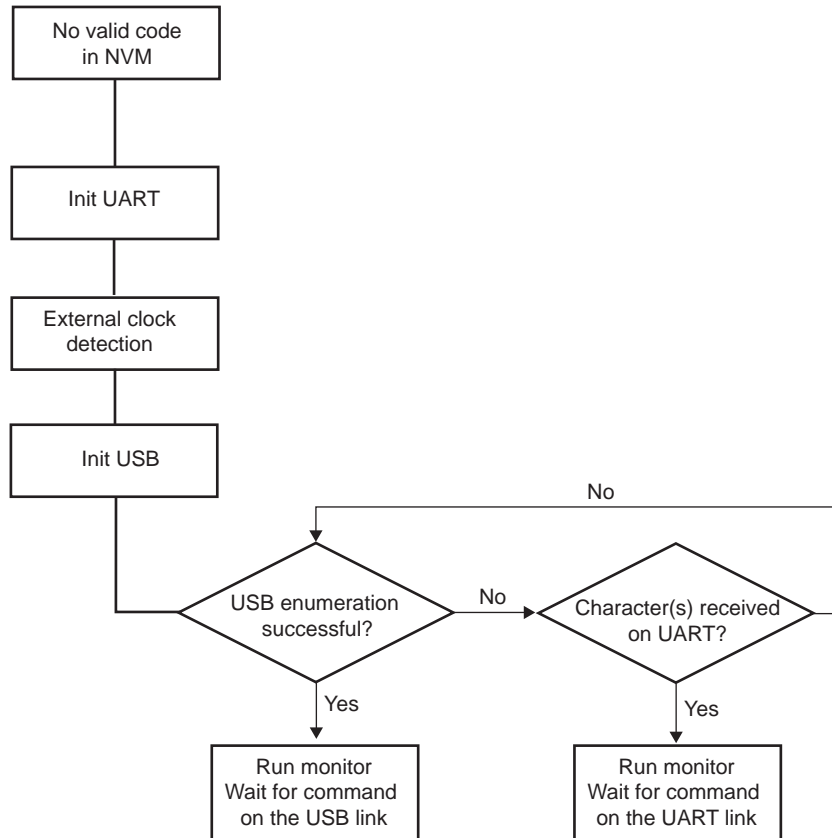 No valid code
in NVM
Init UART
External clock
detection
Init USB
No
USB enumeration
successful?
No
Character(s) received
on UART?
Yes
Yes
Run monitor
Wait for command
on the USB link
Run monitor
Wait for command
on the UART link